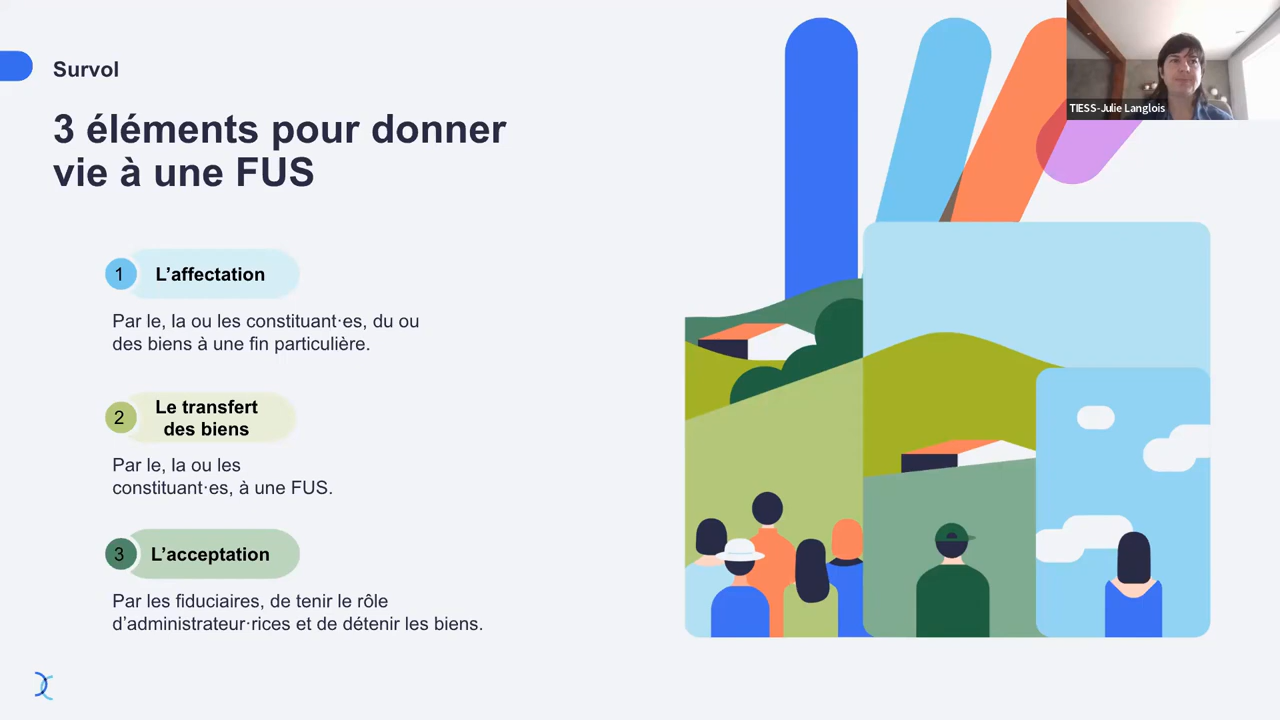 Survol
3 éléments pour donner
vie à une FUS
1 L’affectation
Par le, la ou les constituant·es, du ou
des biens à une fin particulière.
2 Le transfert
des biens
Par le, la ou les
constituant·es, à une FUS.
3 L’acceptation
Par les fiduciaires, de tenir le rôle
d’administrateur·rices et de détenir les biens.
TIESS-Julie Langlois